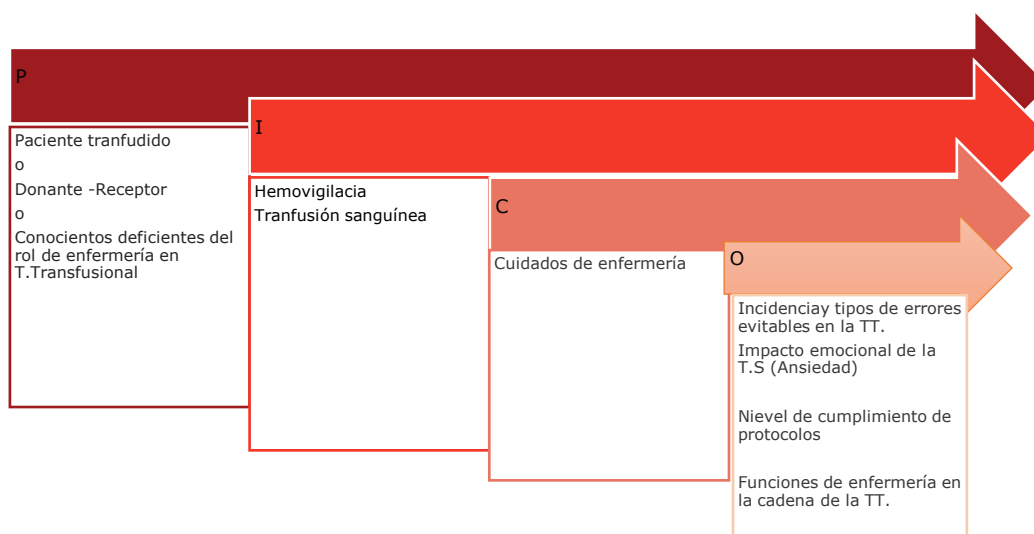 P
Paciente tranfudido
o
Donante -Receptor
o
Conocientos deficientes del
rol de enfermería en
T.Transfusional
I
Hemovigilacia
Tranfusión sanguínea
C
Cuidados de enfermería
O
Incidenciay tipos de errores
evitables en la TT.
Impacto emocional de la
T.S (Ansiedad)
Nievel de cumplimiento de
protocolos
Funciones de enfermería en
la cadena de la TT.